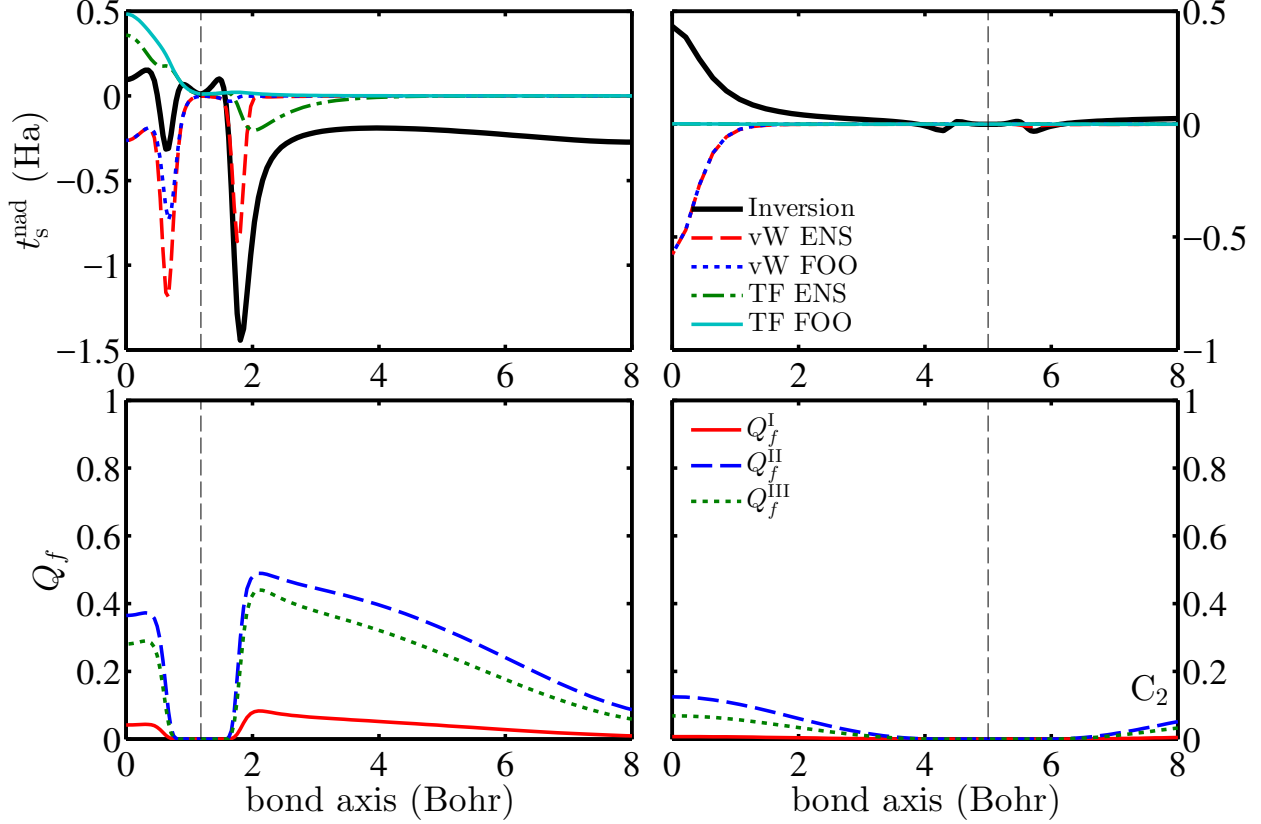 0.5
0
−0.5
−1
−1.5
t_s^nad (Ha)
0 2 4 6 8
0.5
0
−0.5
−1
Inversion
vW ENS
vW FOO
TF ENS
TF FOO
0 2 4 6 8
1
0.8
0.6
0.4
0.2
0
Q_f
0 2 4 6 8
bond axis (Bohr)
Q_f^I
Q_f^II
Q_f^III
1
0.8
0.6
0.4
0.2
0
C_2
0 2 4 6 8
bond axis (Bohr)